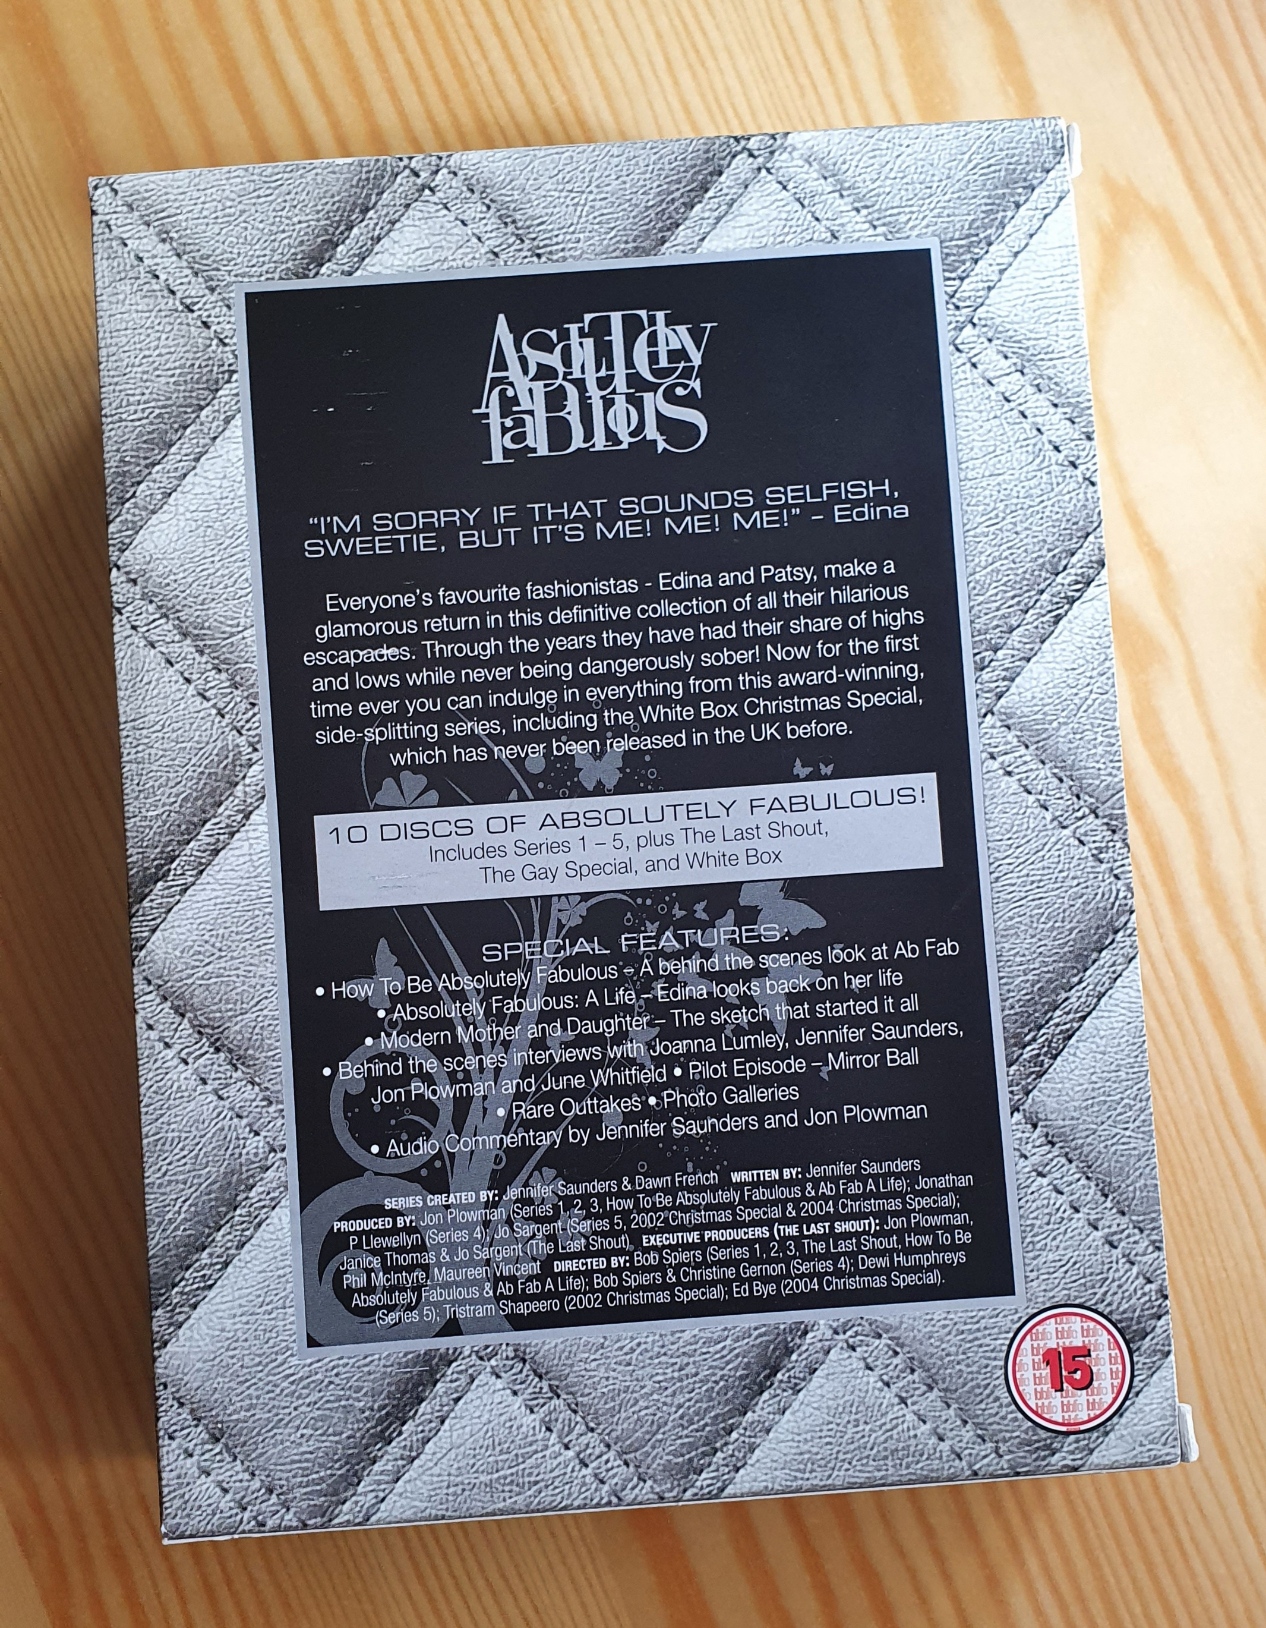 ABSOLUTELY
FABULOUS
“I'M SORRY IF THAT SOUNDS SELFISH,
SWEETIE, BUT IT'S ME! ME! ME!” – Edina
Everyone's favourite fashionistas - Edina and Patsy, make a
glamorous return in this definitive collection of all their hilarious
escapades. Through the years they have had their share of highs
and lows while never being dangerously sober! Now for the first
time ever you can indulge in everything from this award-winning,
side-splitting series, including the White Box Christmas Special,
which has never been released in the UK before.
10 DISCS OF ABSOLUTELY FABULOUS!
Includes Series 1 – 5, plus The Last Shout,
The Gay Special, and White Box
SPECIAL FEATURES:
• How To Be Absolutely Fabulous – A behind the scenes look at Ab Fab
• Absolutely Fabulous: A Life – Edina looks back on her life
• Modern Mother and Daughter – The sketch that started it all
• Behind the scenes interviews with Joanna Lumley, Jennifer Saunders,
Jon Plowman and June Whitfield • Pilot Episode – Mirror Ball
• Rare Outtakes • Photo Galleries
• Audio Commentary by Jennifer Saunders and Jon Plowman
SERIES CREATED BY: Jennifer Saunders & Dawn French WRITTEN BY: Jennifer Saunders
PRODUCED BY: Jon Plowman (Series 1, 2, 3, How To Be Absolutely Fabulous & Ab Fab A Life); Jonathan
P Llewellyn (Series 4); Jo Sargent (Series 5, 2002 Christmas Special & 2004 Christmas Special);
Janice Thomas & Jo Sargent (The Last Shout) EXECUTIVE PRODUCERS (THE LAST SHOUT): Jon Plowman,
Phil McIntyre, Maureen Vincent DIRECTED BY: Bob Spiers (Series 1, 2, 3, The Last Shout, How To Be
Absolutely Fabulous & Ab Fab A Life); Bob Spiers & Christine Gernon (Series 4); Dewi Humphreys
(Series 5); Tristram Shapeero (2002 Christmas Special); Ed Bye (2004 Christmas Special).
15